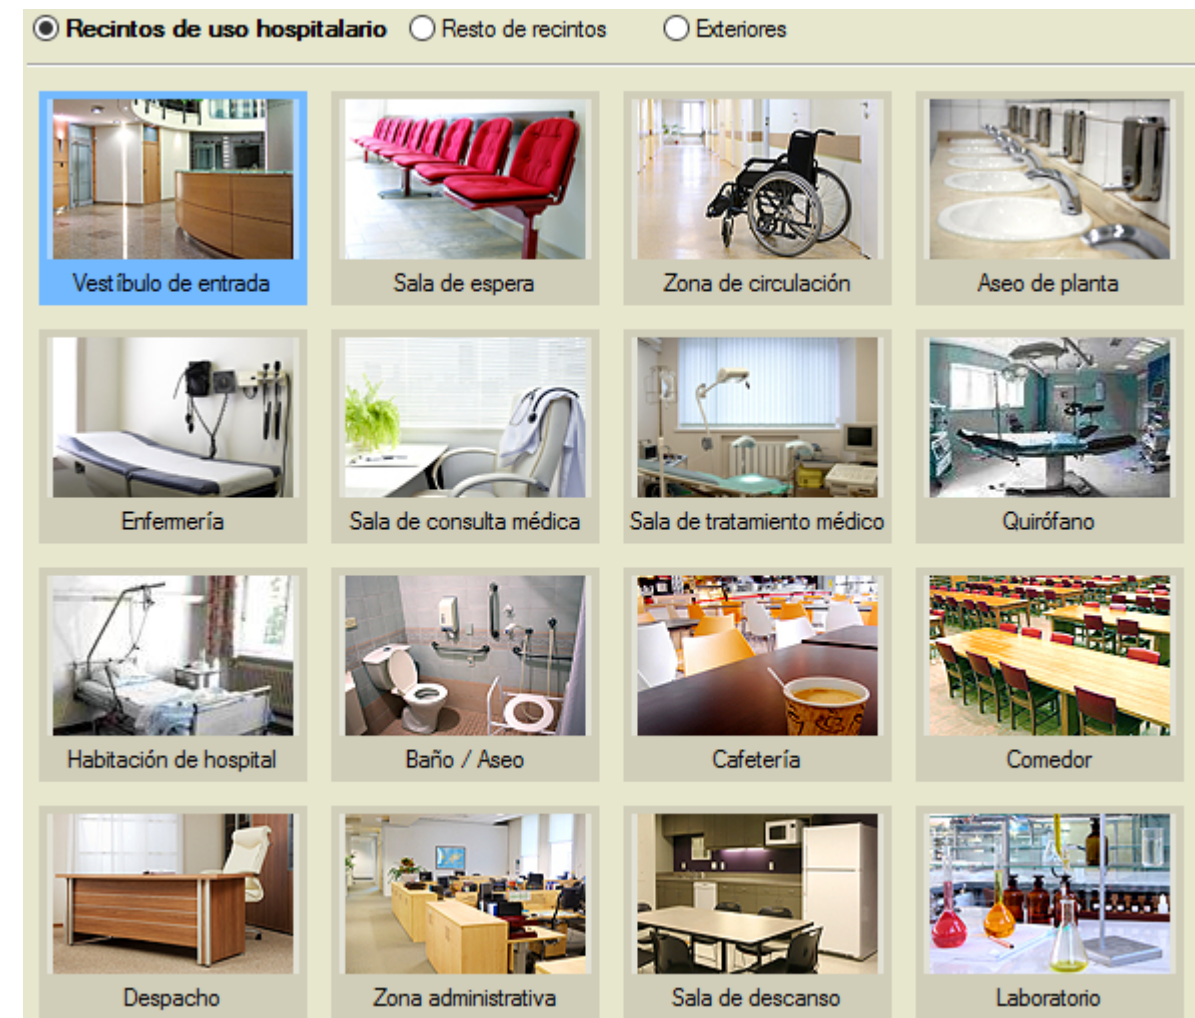 Recintos de uso hospitalario Resto de recintos Exteriores
Vestíbulo de entrada
Sala de espera
Zona de circulación
Aseo de planta
Enfermería
Sala de consulta médica
Sala de tratamiento médico
Quirófano
Habitación de hospital
Baño / Aseo
Cafetería
Comedor
Despacho
Zona administrativa
Sala de descanso
Laboratorio